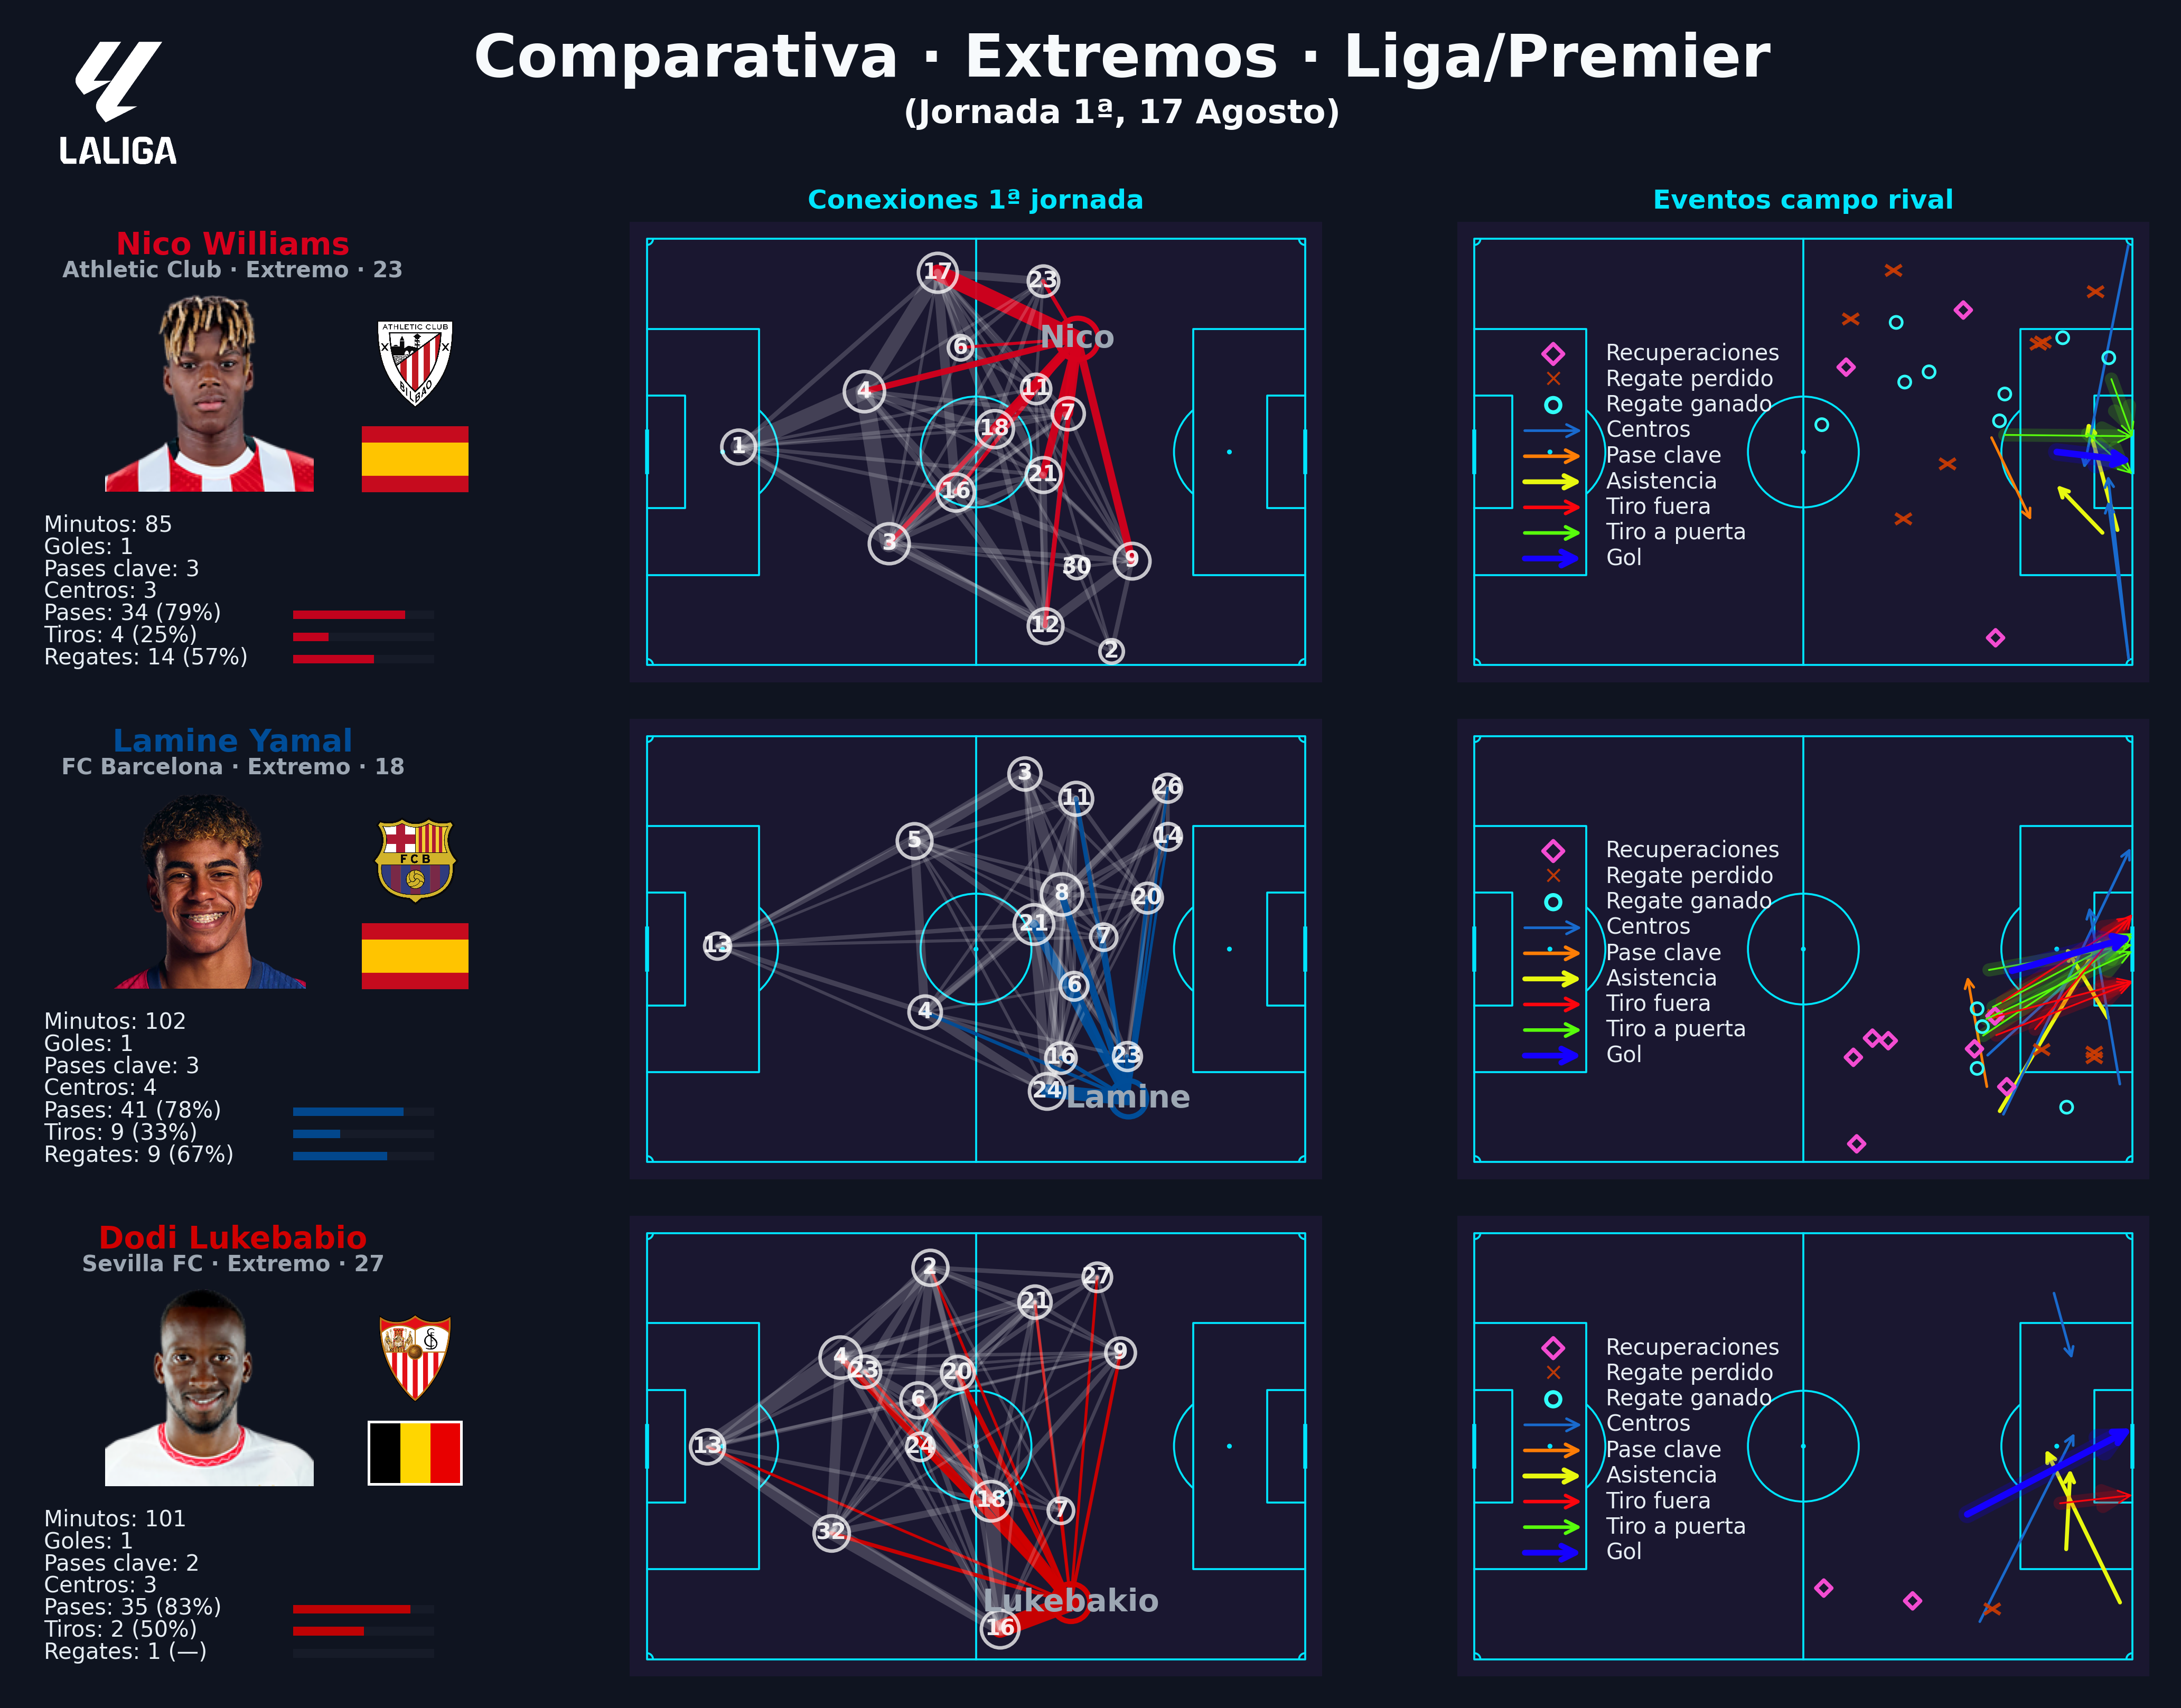 Comparativa · Extremos · Liga/Premier
(Jornada 1ª, 17 Agosto)
LALIGA
Conexiones 1ª jornada
Eventos campo rival
Nico Williams
Athletic Club · Extremo · 23
ATHLETIC CLUB
BILBAO
Minutos: 85
Goles: 1
Pases clave: 3
Centros: 3
Pases: 34 (79%)
Tiros: 4 (25%)
Regates: 14 (57%)
17
23
Nico
6
4
11
7
18
1
21
16
3
30
9
12
2
Recuperaciones
Regate perdido
Regate ganado
Centros
Pase clave
Asistencia
Tiro fuera
Tiro a puerta
Gol
Lamine Yamal
FC Barcelona · Extremo · 18
FCB
Minutos: 102
Goles: 1
Pases clave: 3
Centros: 4
Pases: 41 (78%)
Tiros: 9 (33%)
Regates: 9 (67%)
3
26
11
14
5
8
20
21
7
13
6
4
16
23
24
Lamine
Recuperaciones
Regate perdido
Regate ganado
Centros
Pase clave
Asistencia
Tiro fuera
Tiro a puerta
Gol
Dodi Lukebabio
Sevilla FC · Extremo · 27
Minutos: 101
Goles: 1
Pases clave: 2
Centros: 3
Pases: 35 (83%)
Tiros: 2 (50%)
Regates: 1 (—)
2
27
21
4
9
23
20
6
13
24
18
7
32
Lukebakio
16
Recuperaciones
Regate perdido
Regate ganado
Centros
Pase clave
Asistencia
Tiro fuera
Tiro a puerta
Gol